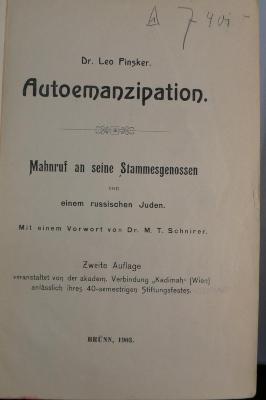 Dr. Leo Pinsker.
Autoemanzipation.
Mahnruf an seine Stammesgenossen
von
einem russischen Juden.
Mit einem Vorwort von Dr. M. T. Schnirer.
Zweite Auflage
veranstaltet von der akadem. Verbindung „Kadimah“ (Wien)
anlässlich ihres 40-semestrigen Stiftungsfestes.
BRÜNN, 1903.